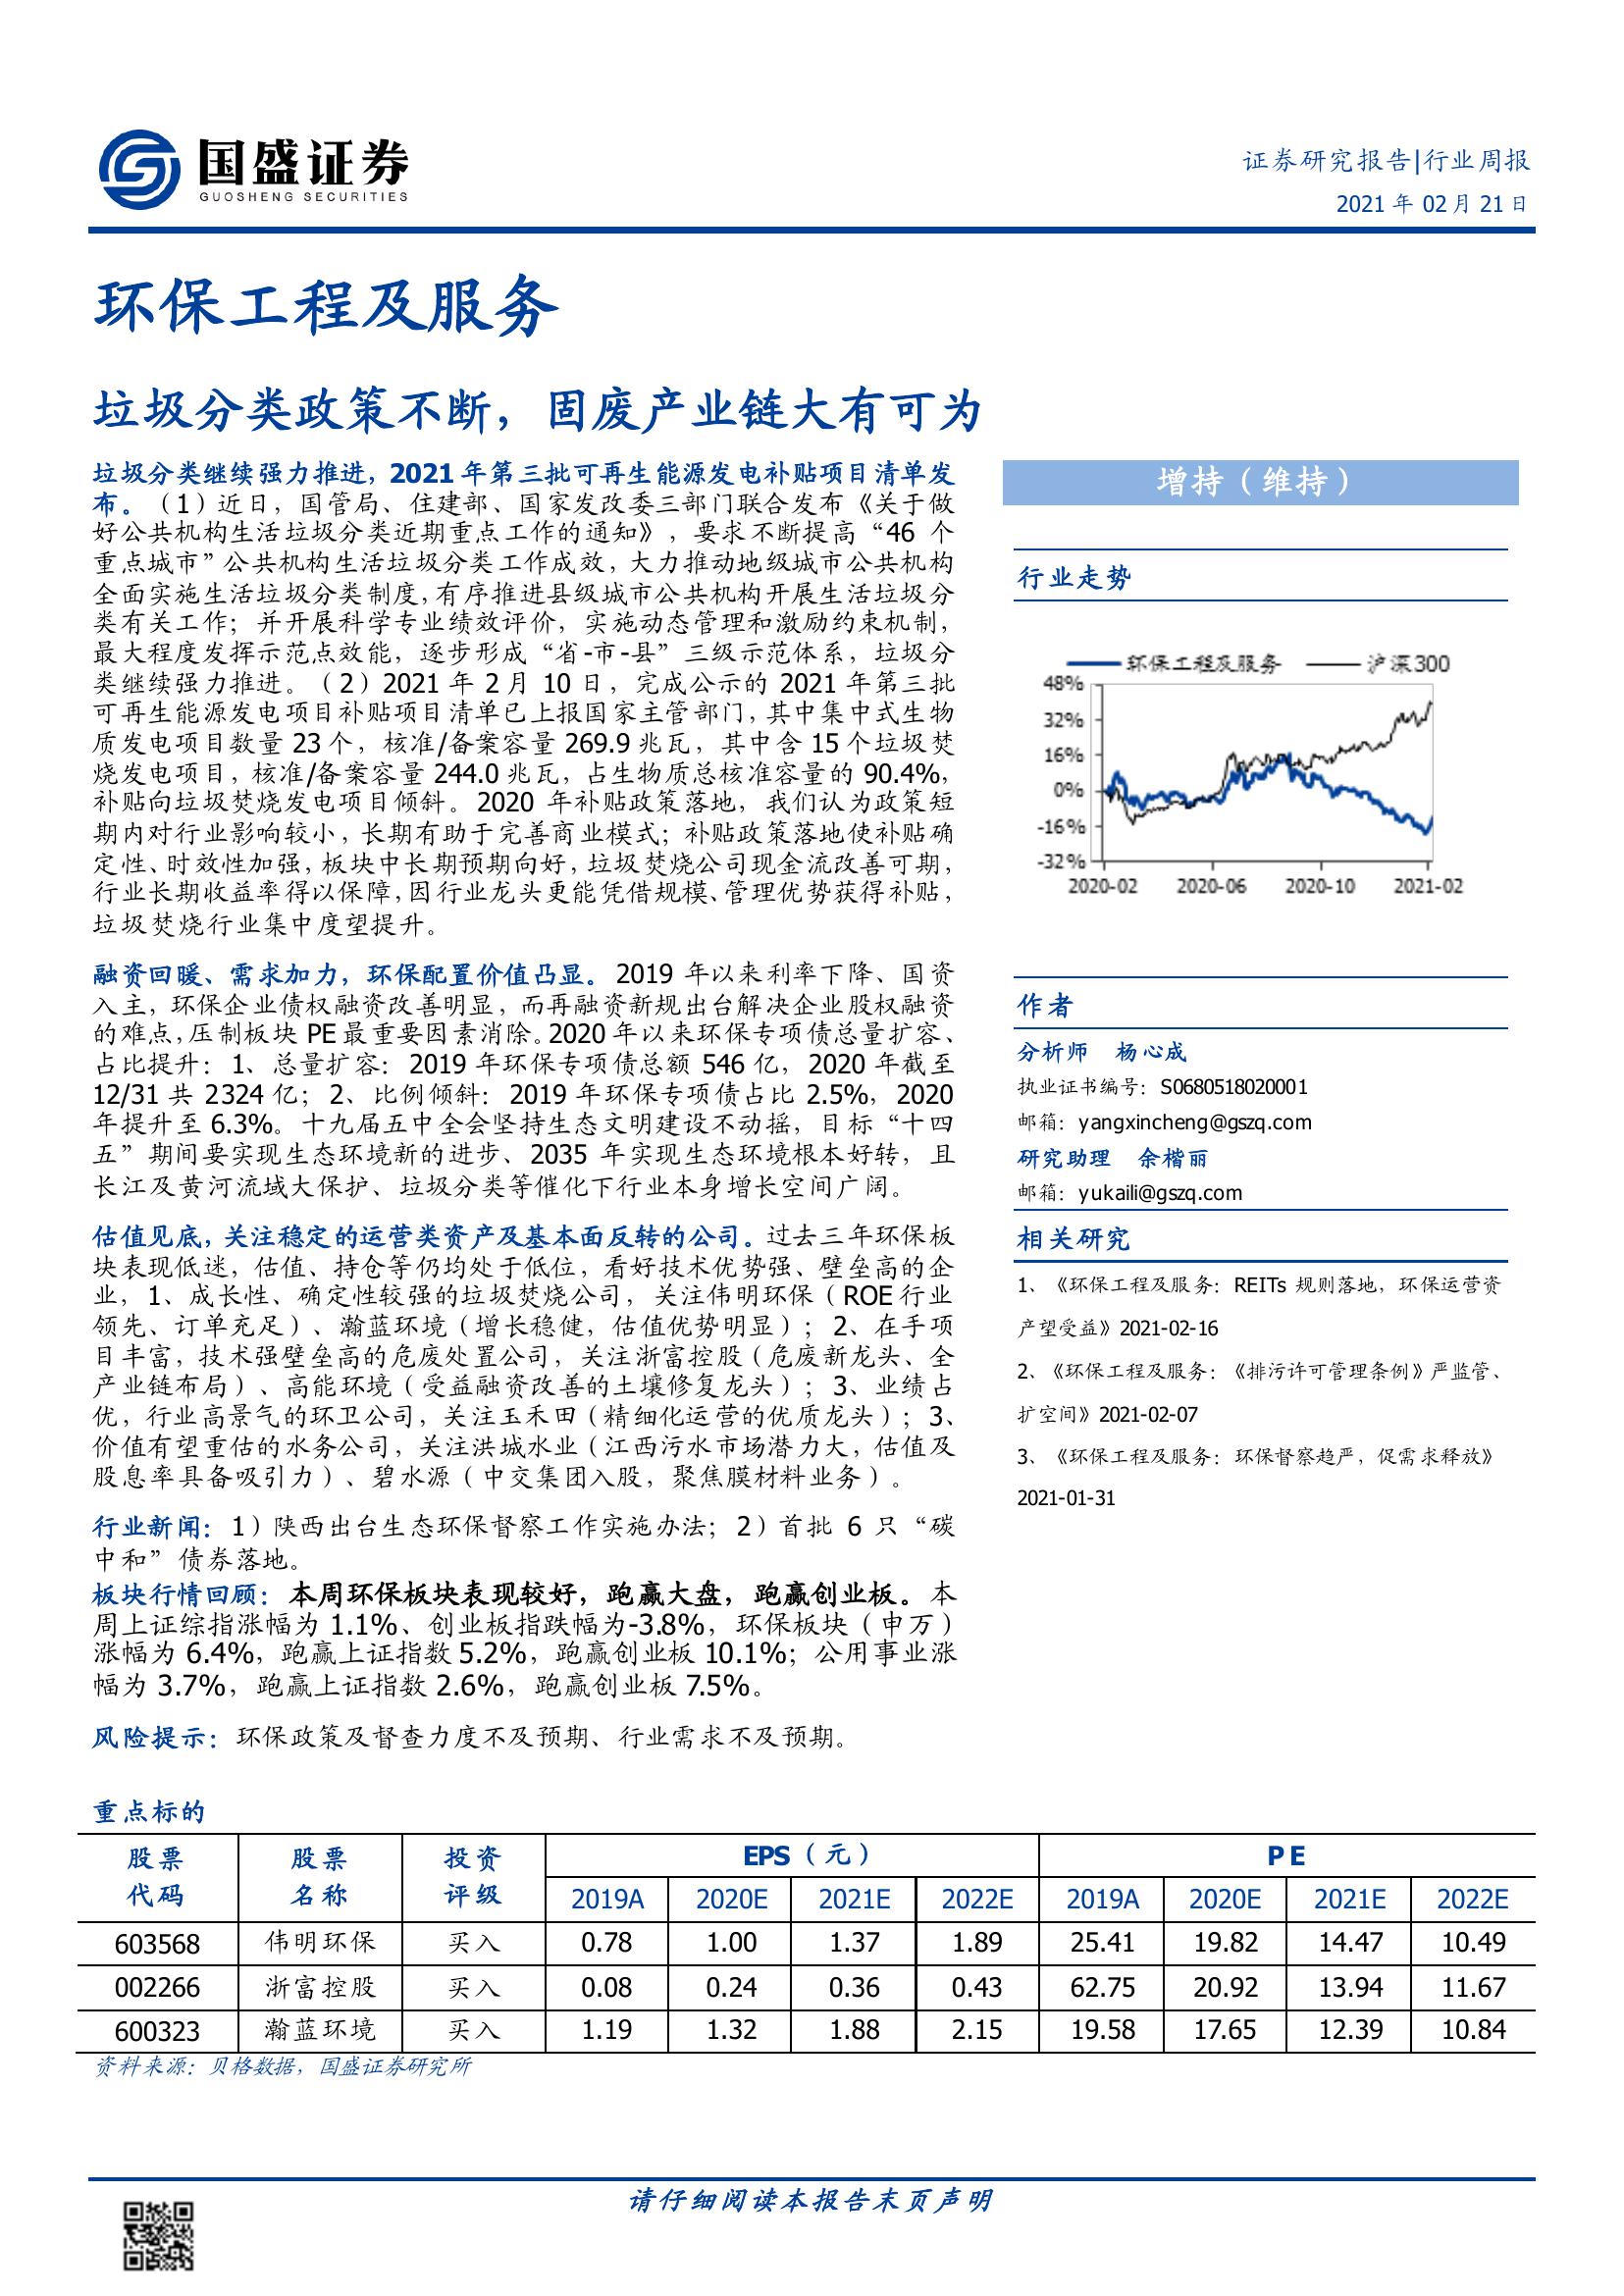 国盛证券
GUOSHENG SECURITIES
证券研究报告|行业周报
2021 年 02 月 21 日
环保工程及服务
垃圾分类政策不断，固废产业链大有可为
垃圾分类继续强力推进，2021 年第三批可再生能源发电补贴项目清单发
布。（1）近日，国管局、住建部、国家发改委三部门联合发布《关于做
好公共机构生活垃圾分类近期重点工作的通知》，要求不断提高“46 个
重点城市”公共机构生活垃圾分类工作成效，大力推动地级城市公共机构
全面实施生活垃圾分类制度，有序推进县级城市公共机构开展生活垃圾分
类有关工作；并开展科学专业绩效评价，实施动态管理和激励约束机制，
最大程度发挥示范点效能，逐步形成“省-市-县”三级示范体系，垃圾分
类继续强力推进。（2）2021 年 2 月 10 日，完成公示的 2021 年第三批
可再生能源发电项目补贴项目清单已上报国家主管部门，其中集中式生物
质发电项目数量 23 个，核准/备案容量 269.9 兆瓦，其中含 15 个垃圾焚
烧发电项目，核准/备案容量 244.0 兆瓦，占生物质总核准容量的 90.4%，
补贴向垃圾焚烧发电项目倾斜。2020 年补贴政策落地，我们认为政策短
期内对行业影响较小，长期有助于完善商业模式；补贴政策落地使补贴确
定性、时效性加强，板块中长期预期向好，垃圾焚烧公司现金流改善可期，
行业长期收益率得以保障，因行业龙头更能凭借规模、管理优势获得补贴，
垃圾焚烧行业集中度望提升。
融资回暖、需求加力，环保配置价值凸显。2019 年以来利率下降、国资
入主，环保企业债权融资改善明显，而再融资新规出台解决企业股权融资
的难点，压制板块 PE 最重要因素消除。2020 年以来环保专项债总量扩容、
占比提升：1、总量扩容：2019 年环保专项债总额 546 亿，2020 年截至
12/31 共 2324 亿；2、比例倾斜：2019 年环保专项债占比 2.5%，2020
年提升至 6.3%。十九届五中全会坚持生态文明建设不动摇，目标“十四
五”期间要实现生态环境新的进步、2035 年实现生态环境根本好转，且
长江及黄河流域大保护、垃圾分类等催化下行业本身增长空间广阔。
估值见底，关注稳定的运营类资产及基本面反转的公司。过去三年环保板
块表现低迷，估值、持仓等仍均处于低位，看好技术优势强、壁垒高的企
业，1、成长性、确定性较强的垃圾焚烧公司，关注伟明环保（ROE 行业
领先、订单充足）、瀚蓝环境（增长稳健，估值优势明显）；2、在手项
目丰富，技术强壁垒高的危废处置公司，关注浙富控股（危废新龙头、全
产业链布局）、高能环境（受益融资改善的土壤修复龙头）；3、业绩占
优，行业高景气的环卫公司，关注玉禾田（精细化运营的优质龙头）；3、
价值有望重估的水务公司，关注洪城水业（江西污水市场潜力大，估值及
股息率具备吸引力）、碧水源（中交集团入股，聚焦膜材料业务）。
行业新闻：1）陕西出台生态环保督察工作实施办法；2）首批 6 只“碳
中和”债券落地。
板块行情回顾：本周环保板块表现较好，跑赢大盘，跑赢创业板。本
周上证综指涨幅为 1.1%、创业板指跌幅为-3.8%，环保板块（申万）
涨幅为 6.4%，跑赢上证指数 5.2%，跑赢创业板 10.1%；公用事业涨
幅为 3.7%，跑赢上证指数 2.6%，跑赢创业板 7.5%。
风险提示：环保政策及督查力度不及预期、行业需求不及预期。
增持（维持）
行业走势
环保工程及服务 沪深300
48%
32%
16%
0%
-16%
-32%
2020-02 2020-06 2020-10 2021-02
作者
分析师 杨心成
执业证书编号：S0680518020001
邮箱：yangxincheng@gszq.com
研究助理 余楷丽
邮箱：yukaili@gszq.com
相关研究
1、《环保工程及服务：REITs 规则落地，环保运营资
产望受益》2021-02-16
2、《环保工程及服务：《排污许可管理条例》严监管、
扩空间》2021-02-07
3、《环保工程及服务：环保督察趋严，促需求释放》
2021-01-31
重点标的
股票 股票 投资 EPS（元） PE
代码 名称 评级 2019A 2020E 2021E 2022E 2019A 2020E 2021E 2022E
603568 伟明环保 买入 0.78 1.00 1.37 1.89 25.41 19.82 14.47 10.49
002266 浙富控股 买入 0.08 0.24 0.36 0.43 62.75 20.92 13.94 11.67
600323 瀚蓝环境 买入 1.19 1.32 1.88 2.15 19.58 17.65 12.39 10.84
资料来源：贝格数据，国盛证券研究所
请仔细阅读本报告末页声明